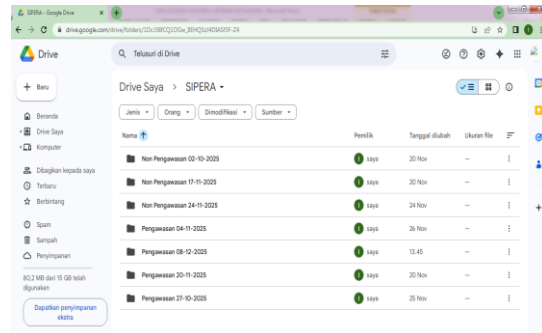 SIPERA - Google Drive
Drive
Telusuri di Drive
Baru
Drive Saya > SIPERA
Jenis Orang Dimodifikasi Sumber
Beranda
Drive Saya
Komputer
Dibagikan kepada saya
Terbaru
Berbintang
Spam
Sampah
Penyimpanan
80,2 MB dari 15 GB telah
digunakan
Dapatkan penyimpanan
ekstra
Nama Pemilik Tanggal diubah Ukuran file
Non Pengawasan 02-10-2025 saya 20 Nov —
Non Pengawasan 17-11-2025 saya 20 Nov —
Non Pengawasan 24-11-2025 saya 24 Nov —
Pengawasan 04-11-2025 saya 26 Nov —
Pengawasan 08-12-2025 saya 13.45 —
Pengawasan 20-11-2025 saya 20 Nov —
Pengawasan 27-10-2025 saya 25 Nov —